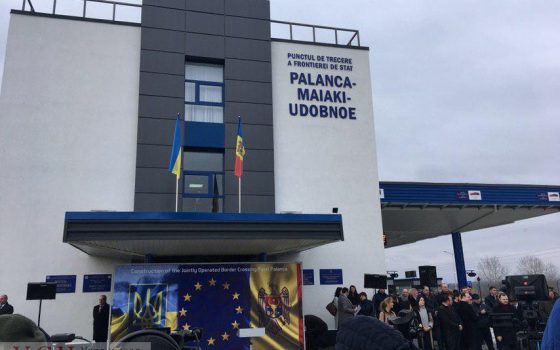 PUNCTUL DE TRECERE
A FRONTIEREI DE STAT
PALANCA-
MAIAKI-
UDOBNOE
Construction of the Jointly Operated Border Crossing Point Palanca